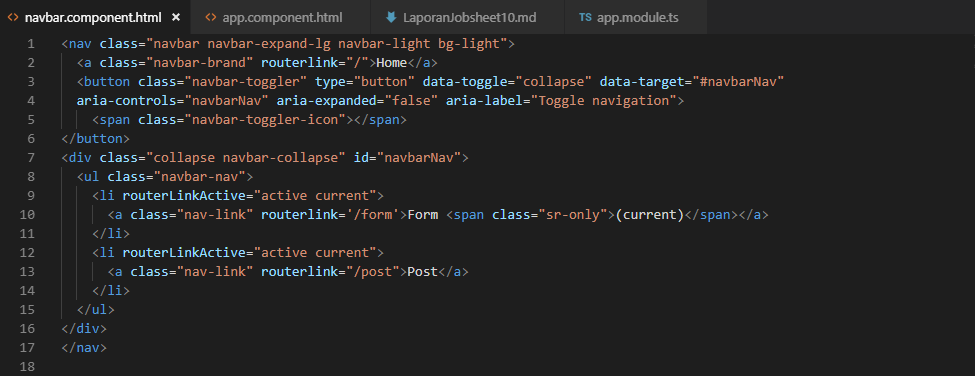 navbar.component.html × app.component.html LaporanJobsheet10.md TS app.module.ts
1 <nav class="navbar navbar-expand-lg navbar-light bg-light">
2 <a class="navbar-brand" routerlink="/">Home</a>
3 <button class="navbar-toggler" type="button" data-toggle="collapse" data-target="#navbarNav"
4 aria-controls="navbarNav" aria-expanded="false" aria-label="Toggle navigation">
5 <span class="navbar-toggler-icon"></span>
6 </button>
7 <div class="collapse navbar-collapse" id="navbarNav">
8 <ul class="navbar-nav">
9 <li routerLinkActive="active current">
10 <a class="nav-link" routerlink='/form'>Form <span class="sr-only">(current)</span></a>
11 </li>
12 <li routerLinkActive="active current">
13 <a class="nav-link" routerlink="/post">Post</a>
14 </li>
15 </ul>
16 </div>
17 </nav>
18